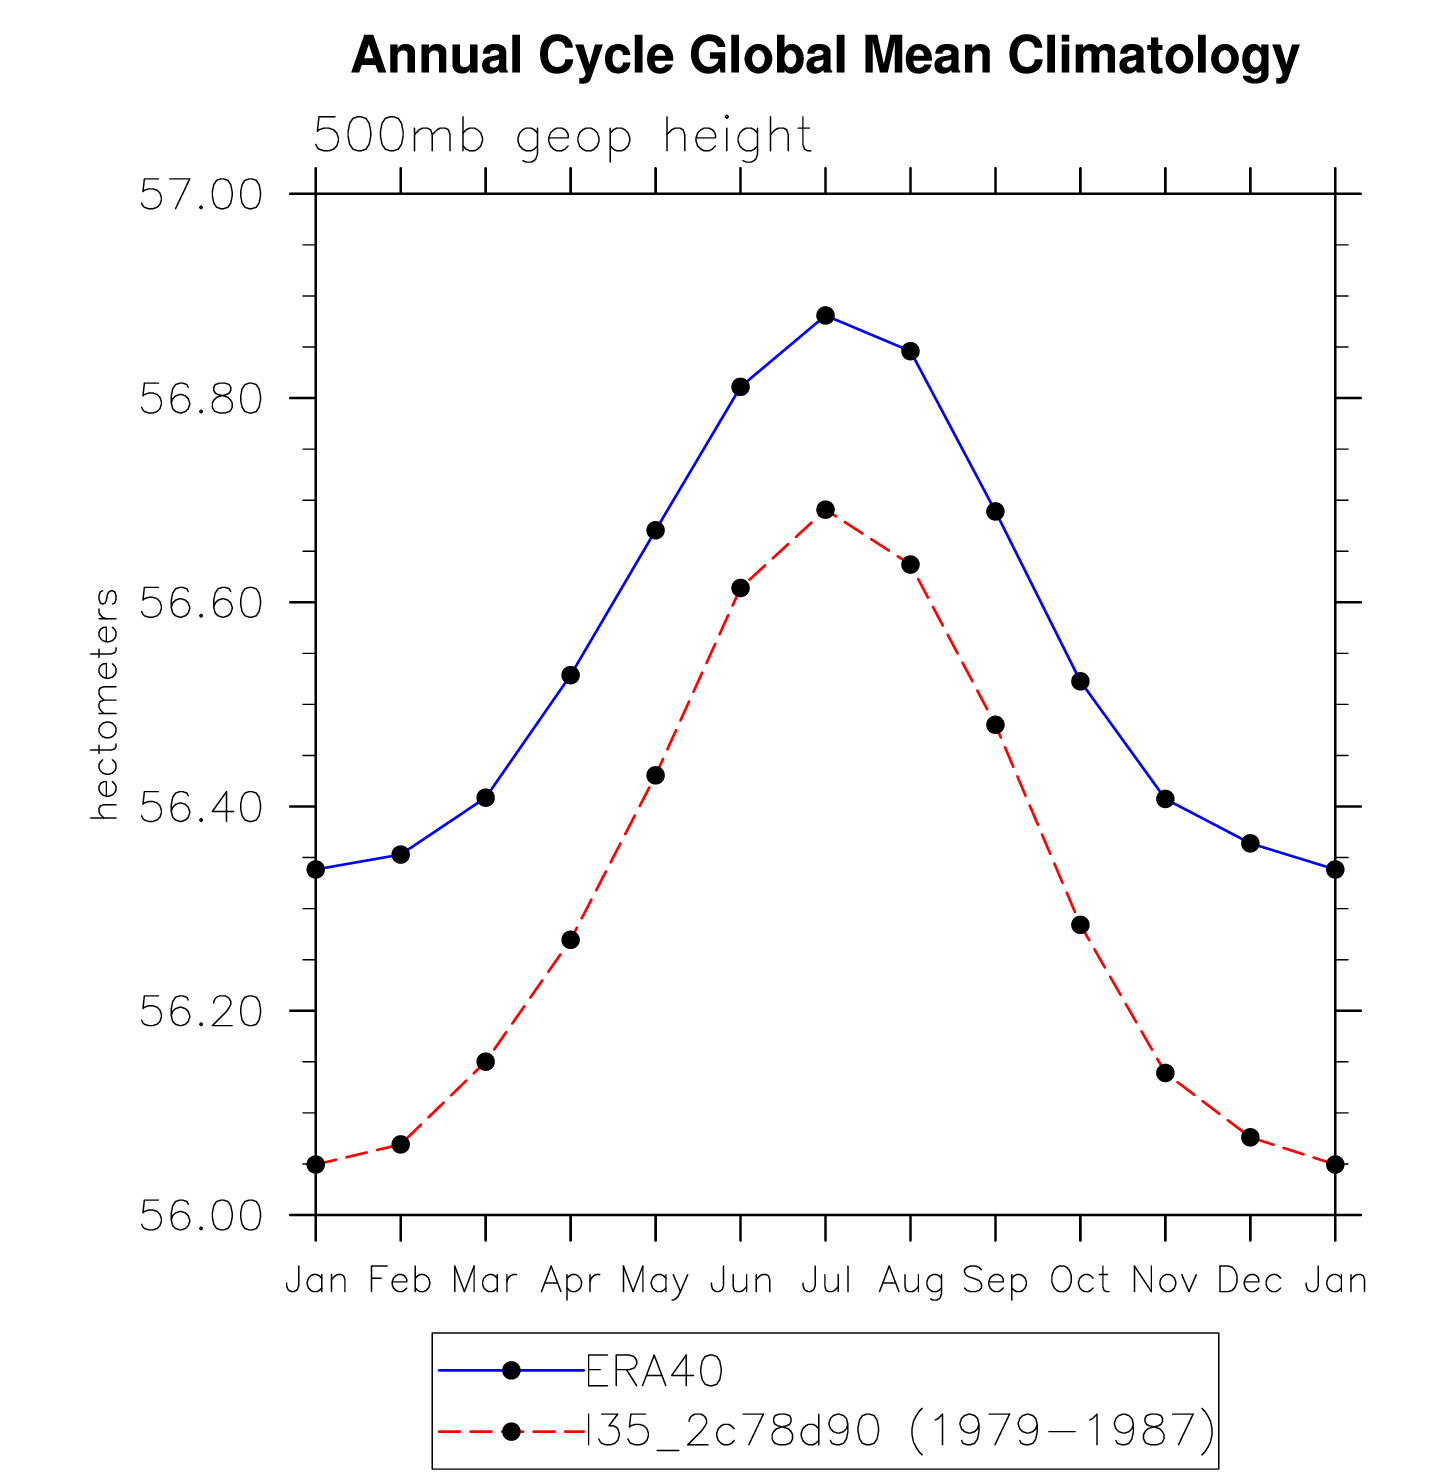 Annual Cycle Global Mean Climatology
500mb geop height
57.00
56.80
56.60
56.40
56.20
56.00
hectometers
Jan Feb Mar Apr May Jun Jul Aug Sep Oct Nov Dec Jan
ERA40
I35_2c78d90 (1979-1987)